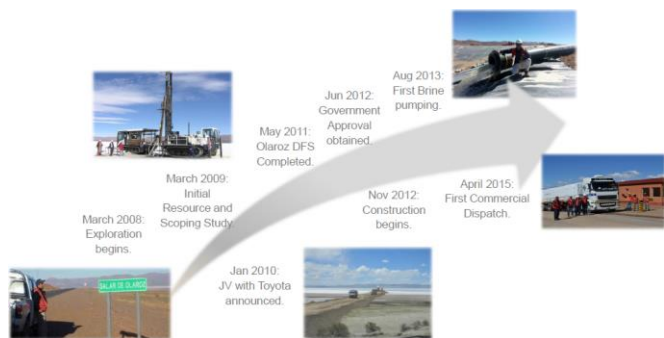 March 2008:
Exploration
begins.
March 2009:
Initial
Resource and
Scoping Study.
Jan 2010:
JV with Toyota
announced.
May 2011:
Olaroz DFS
Completed.
Jun 2012:
Government
Approval
obtained.
Nov 2012:
Construction
begins.
Aug 2013:
First Brine
pumping.
April 2015:
First Commercial
Dispatch.
SALAR DE OLAROZ